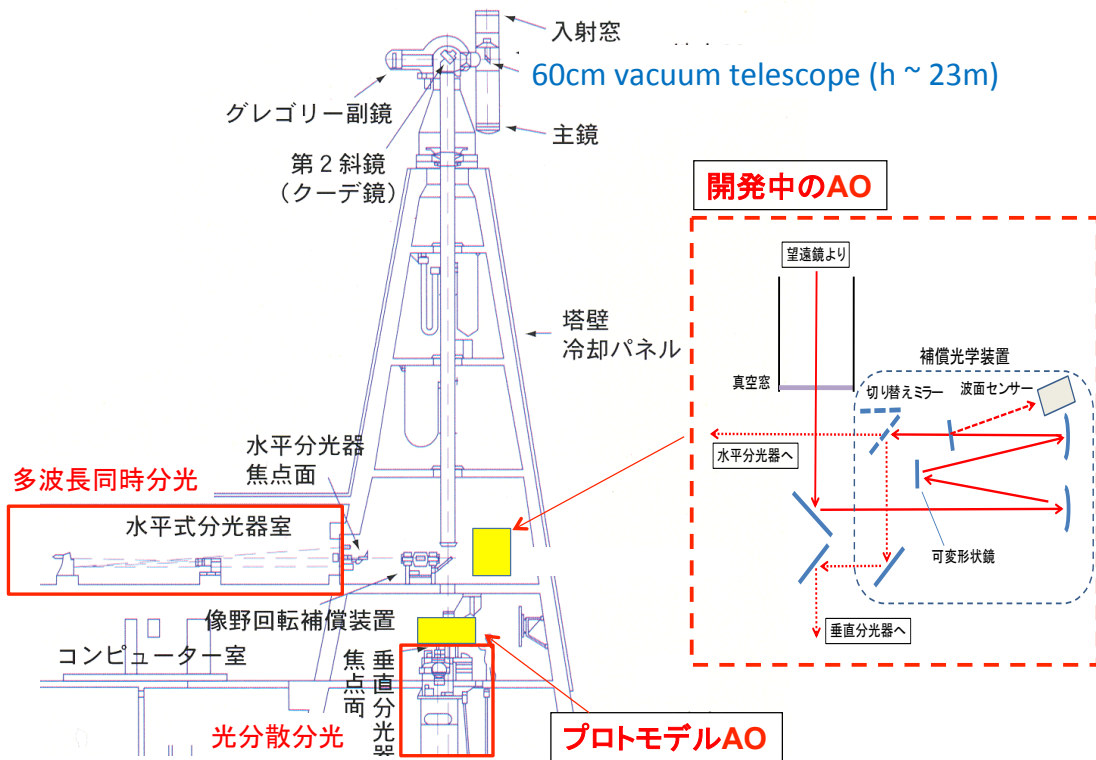 入射窓
60cm vacuum telescope (h ~ 23m)
グレゴリー副鏡
主鏡
第２斜鏡
（クーデ鏡）
開発中のAO
望遠鏡より
塔壁
冷却パネル
補償光学装置
真空窓
切り替えミラー
波面センサー
水平分光器へ
可変形状鏡
垂直分光器へ
水平分光器
焦点面
多波長同時分光
水平式分光器室
像野回転補償装置
コンピューター室
垂直分光器
焦点面
光分散分光
プロトモデルAO